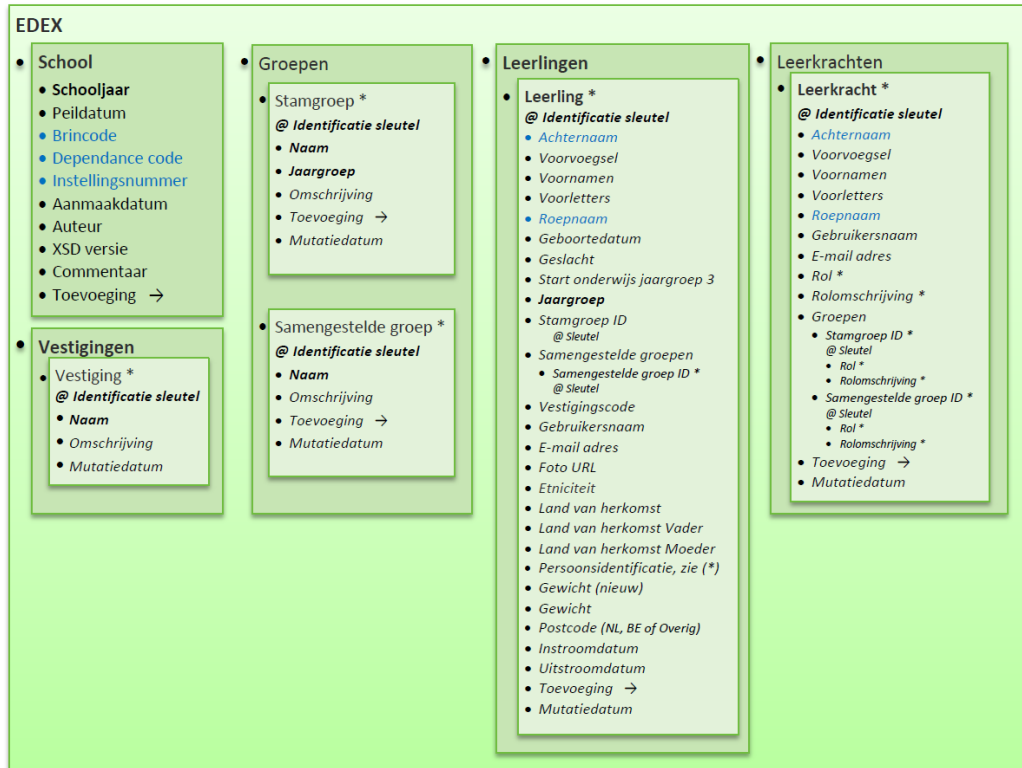 EDEX
• School
• Schooljaar
• Peildatum
• Brincode
• Dependance code
• Instellingsnummer
• Aanmaakdatum
• Auteur
• XSD versie
• Commentaar
• Toevoeging →
• Vestigingen
• Vestiging *
@ Identificatie sleutel
• Naam
• Omschrijving
• Mutatiedatum
• Groepen
• Stamgroep *
@ Identificatie sleutel
• Naam
• Jaargroep
• Omschrijving
• Toevoeging →
• Mutatiedatum
• Samengestelde groep *
@ Identificatie sleutel
• Naam
• Omschrijving
• Toevoeging →
• Mutatiedatum
• Leerlingen
• Leerling *
@ Identificatie sleutel
• Achternaam
• Voorvoegsel
• Voornamen
• Voorletters
• Roepnaam
• Geboortedatum
• Geslacht
• Start onderwijs jaargroep 3
• Jaargroep
• Stamgroep ID
@ Sleutel
• Samengestelde groepen
• Samengestelde groep ID *
@ Sleutel
• Vestigingscode
• Gebruikersnaam
• E-mail adres
• Foto URL
• Etniciteit
• Land van herkomst
• Land van herkomst Vader
• Land van herkomst Moeder
• Persoonsidentificatie, zie (*)
• Gewicht (nieuw)
• Gewicht
• Postcode (NL, BE of Overig)
• Instroomdatum
• Uitstroomdatum
• Toevoeging →
• Mutatiedatum
• Leerkrachten
• Leerkracht *
@ Identificatie sleutel
• Achternaam
• Voorvoegsel
• Voornamen
• Voorletters
• Roepnaam
• Gebruikersnaam
• E-mail adres
• Rol *
• Rolomschrijving *
• Groepen
• Stamgroep ID *
@ Sleutel
• Rol *
• Rolomschrijving *
• Samengestelde groep ID *
@ Sleutel
• Rol *
• Rolomschrijving *
• Toevoeging →
• Mutatiedatum